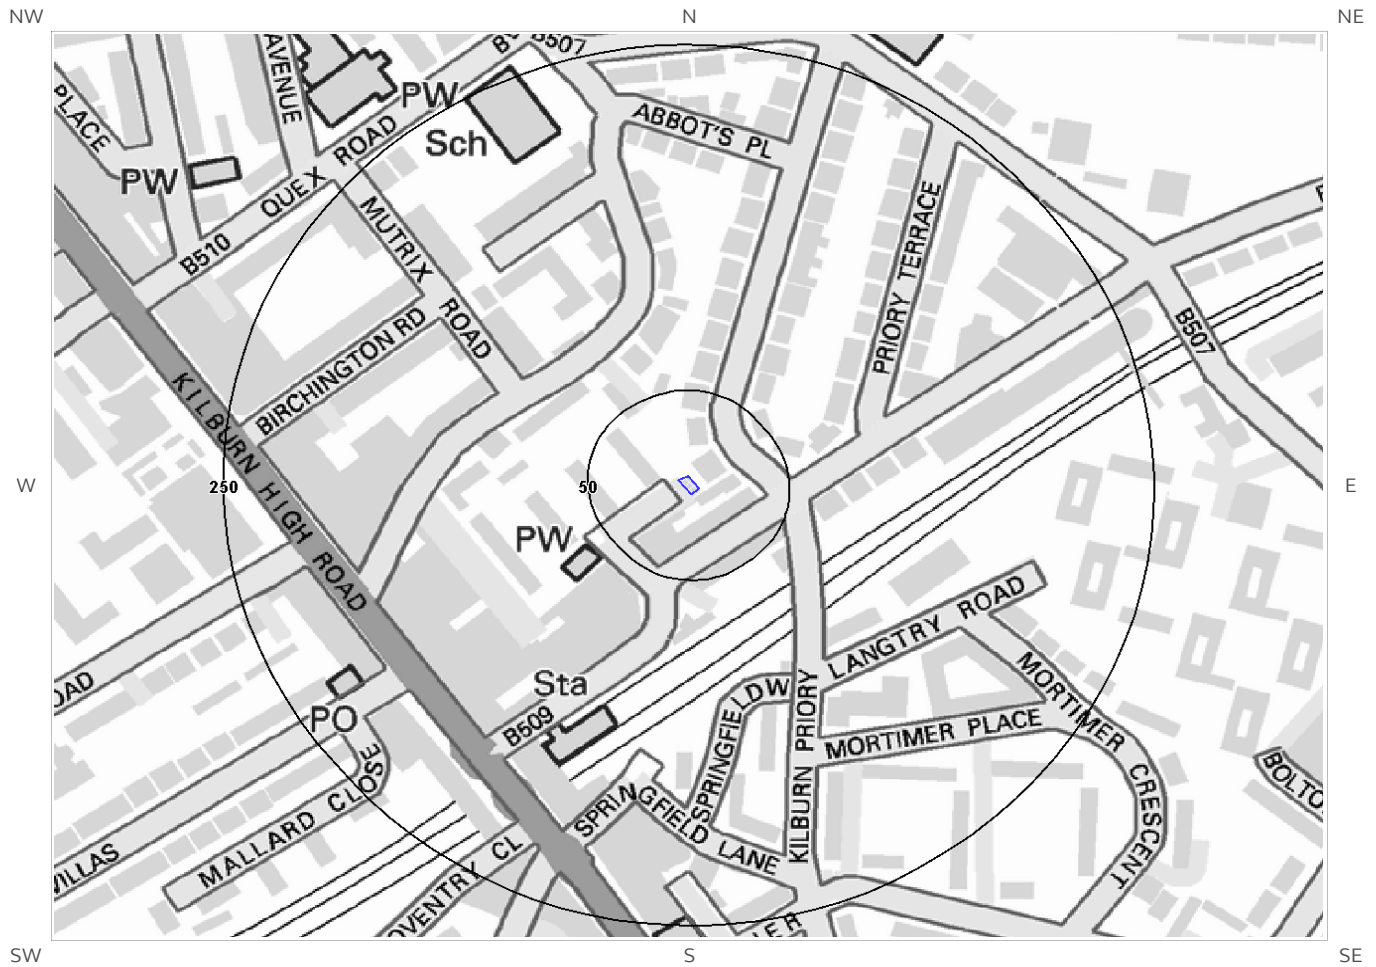 NW
N
NE
B507
AVENUE
PLACE
PW
Sch
ROAD
ABBOT'S PL
PW
QUEX
B510
MUTRIX
ROAD
PRIORY TERRACE
BIRCHINGTON RD
B507
KILBURN HIGH ROAD
W
250
50
E
PW
LANGTRY ROAD
OAD
Sta
PO
B509
SPRINGFIELD W
KILBURN PRIORY
MORTIMER PLACE
MORTIMER CRESCENT
MALLARD CLOSE
SPRINGFIELD LANE
BOLTO
VILLAS
OVENTRY CL
ER
SW
S
SE